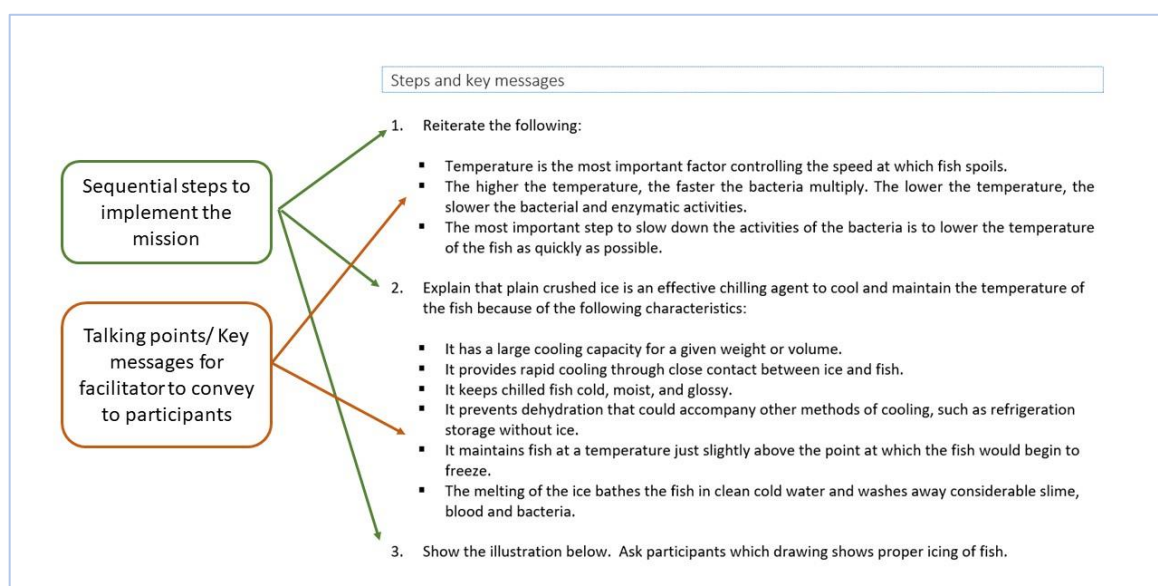 Steps and key messages
Sequential steps to
implement the
mission
Talking points/ Key
messages for
facilitator to convey
to participants
1. Reiterate the following:
▪ Temperature is the most important factor controlling the speed at which fish spoils.
▪ The higher the temperature, the faster the bacteria multiply. The lower the temperature, the
slower the bacterial and enzymatic activities.
▪ The most important step to slow down the activities of the bacteria is to lower the temperature
of the fish as quickly as possible.
2. Explain that plain crushed ice is an effective chilling agent to cool and maintain the temperature of
the fish because of the following characteristics:
▪ It has a large cooling capacity for a given weight or volume.
▪ It provides rapid cooling through close contact between ice and fish.
▪ It keeps chilled fish cold, moist, and glossy.
▪ It prevents dehydration that could accompany other methods of cooling, such as refrigeration
storage without ice.
▪ It maintains fish at a temperature just slightly above the point at which the fish would begin to
freeze.
▪ The melting of the ice bathes the fish in clean cold water and washes away considerable slime,
blood and bacteria.
3. Show the illustration below. Ask participants which drawing shows proper icing of fish.